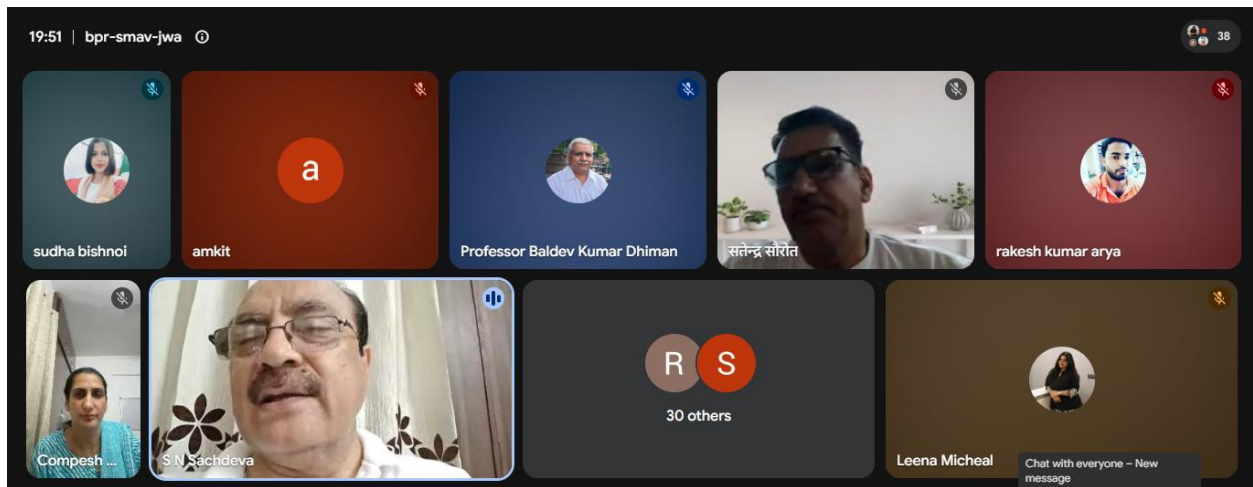 19:51 | bpr-smav-jwa
38
sudha bishnoi
a
amkit
Professor Baldev Kumar Dhiman
सतेन्द्र सौरोत
rakesh kumar arya
Compesh ...
S N Sachdeva
R S
30 others
Leena Micheal
Chat with everyone – New
message